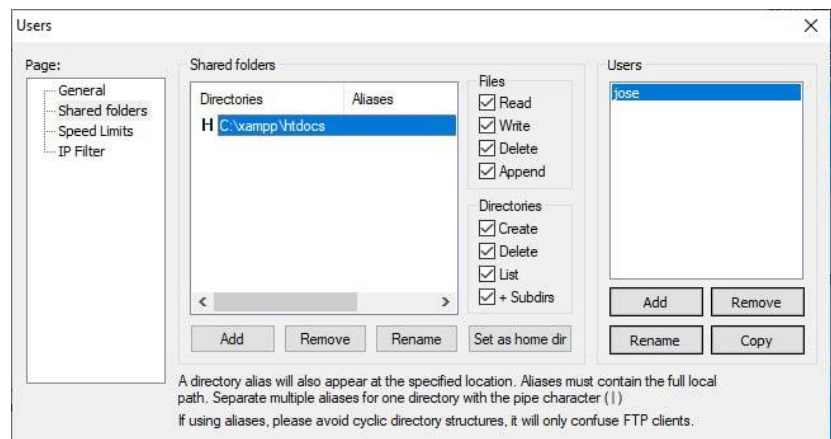 Users
Page:
General
Shared folders
Speed Limits
IP Filter
Shared folders
Directories Aliases
H C:\xampp\htdocs
Files
Read
Write
Delete
Append
Directories
Create
Delete
List
+ Subdirs
Add Remove Rename Set as home dir
Users
jose
Add Remove
Rename Copy
A directory alias will also appear at the specified location. Aliases must contain the full local
path. Separate multiple aliases for one directory with the pipe character ( | )
If using aliases, please avoid cyclic directory structures, it will only confuse FTP clients.